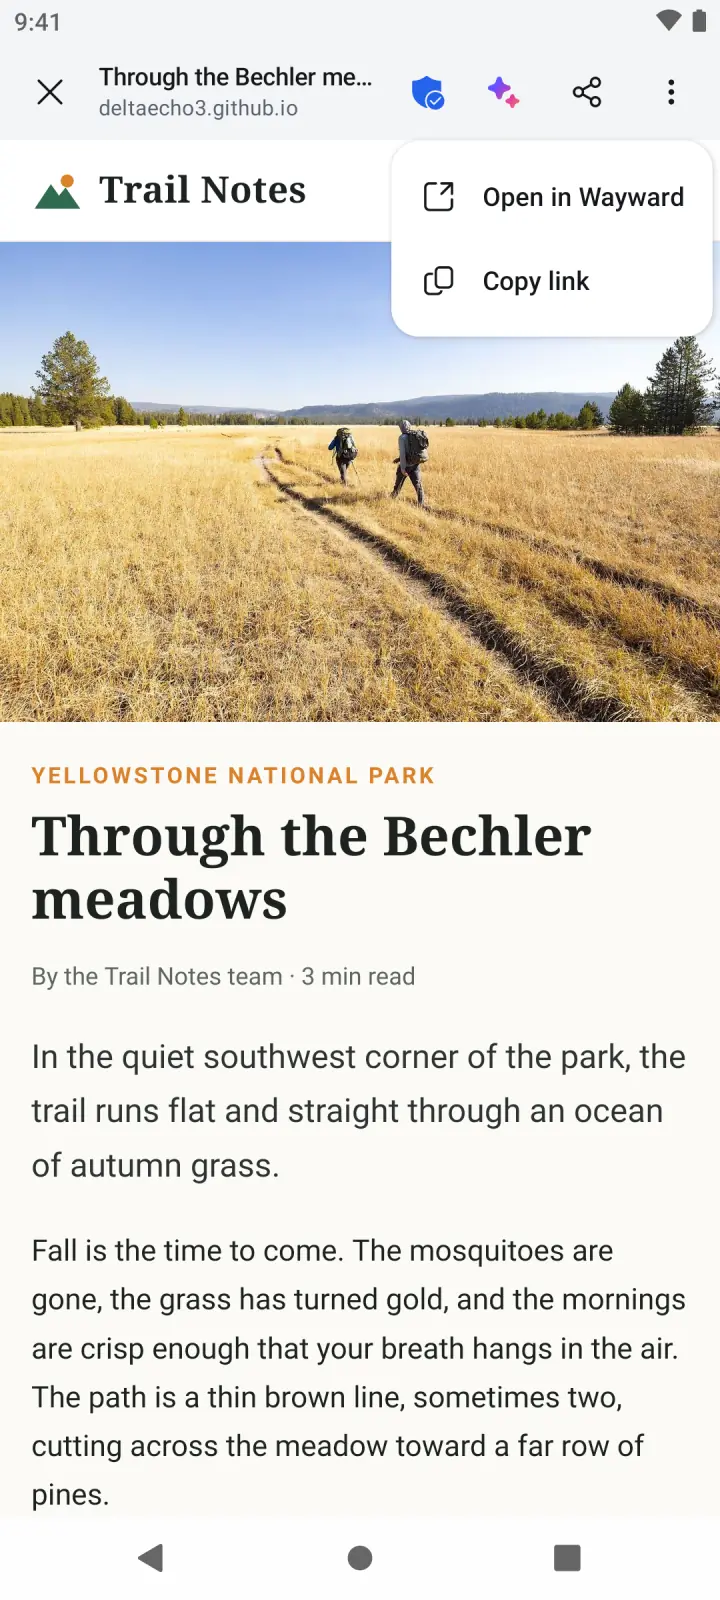 9:41
Through the Bechler me...
deltaecho3.github.io
Trail Notes
Open in Wayward
Copy link
YELLOWSTONE NATIONAL PARK
Through the Bechler
meadows
By the Trail Notes team · 3 min read
In the quiet southwest corner of the park, the
trail runs flat and straight through an ocean
of autumn grass.
Fall is the time to come. The mosquitoes are
gone, the grass has turned gold, and the mornings
are crisp enough that your breath hangs in the air.
The path is a thin brown line, sometimes two,
cutting across the meadow toward a far row of
pines.